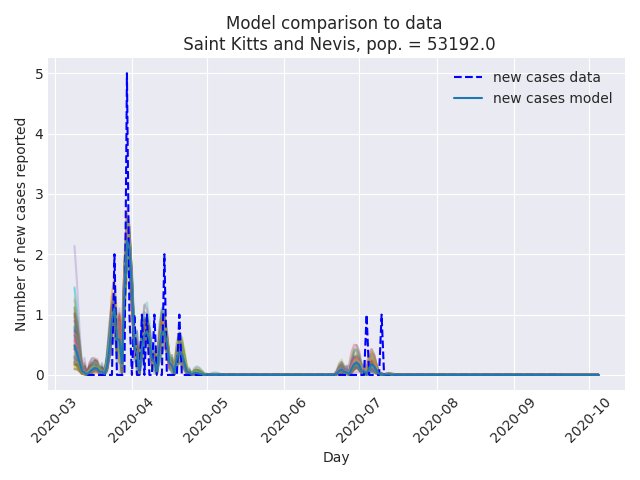 Model comparison to data
Saint Kitts and Nevis, pop. = 53192.0
new cases data
new cases model
Number of new cases reported
5
4
3
2
1
0
2020-03
2020-04
2020-05
2020-06
2020-07
2020-08
2020-09
2020-10
Day